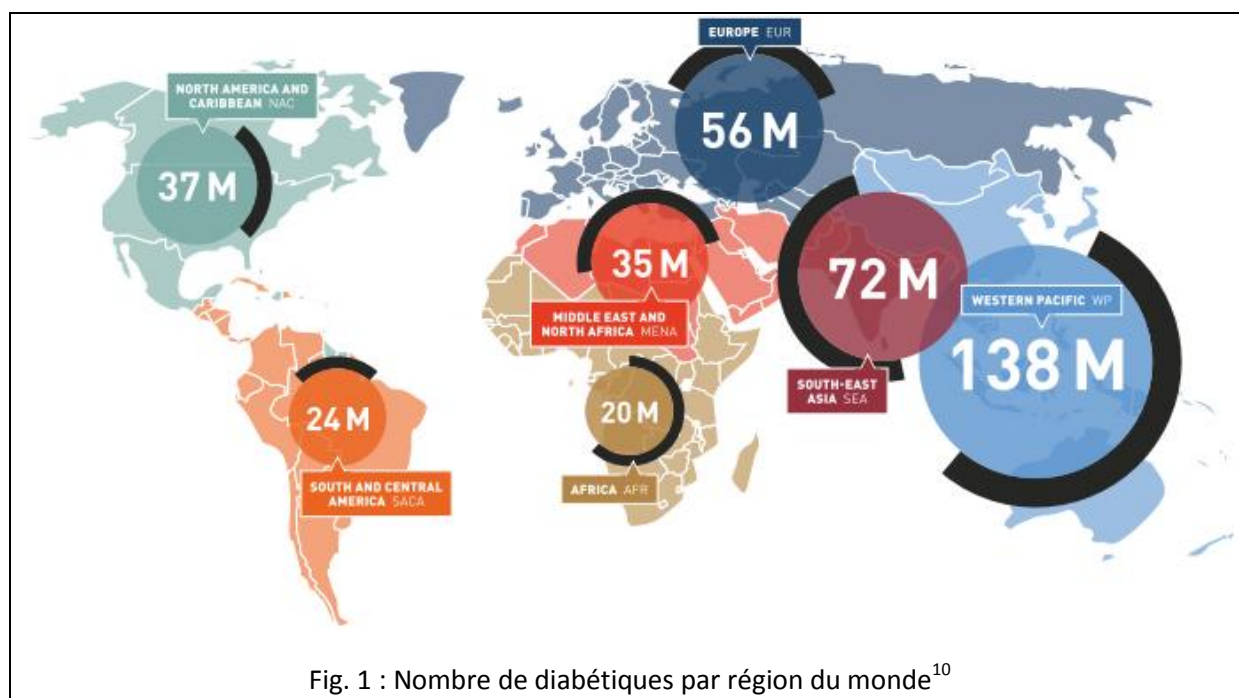 EUROPE EUR
56 M
NORTH AMERICA AND
CARIBBEAN NAC
37 M
35 M
MIDDLE EAST AND
NORTH AFRICA MENA
72 M
SOUTH-EAST
ASIA SEA
WESTERN PACIFIC WP
138 M
24 M
SOUTH AND CENTRAL
AMERICA SACA
20 M
AFRICA AFR
Fig. 1 : Nombre de diabétiques par région du monde¹⁰